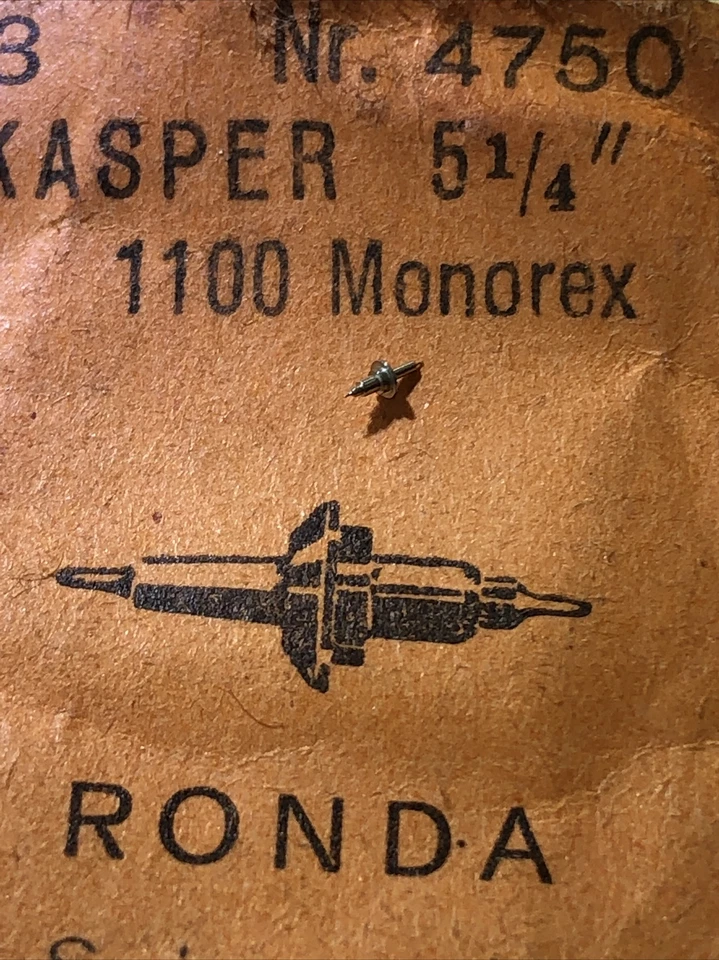 3 Nr. 4750
KASPER 5 1/4"
1100 Monorex
RONDA